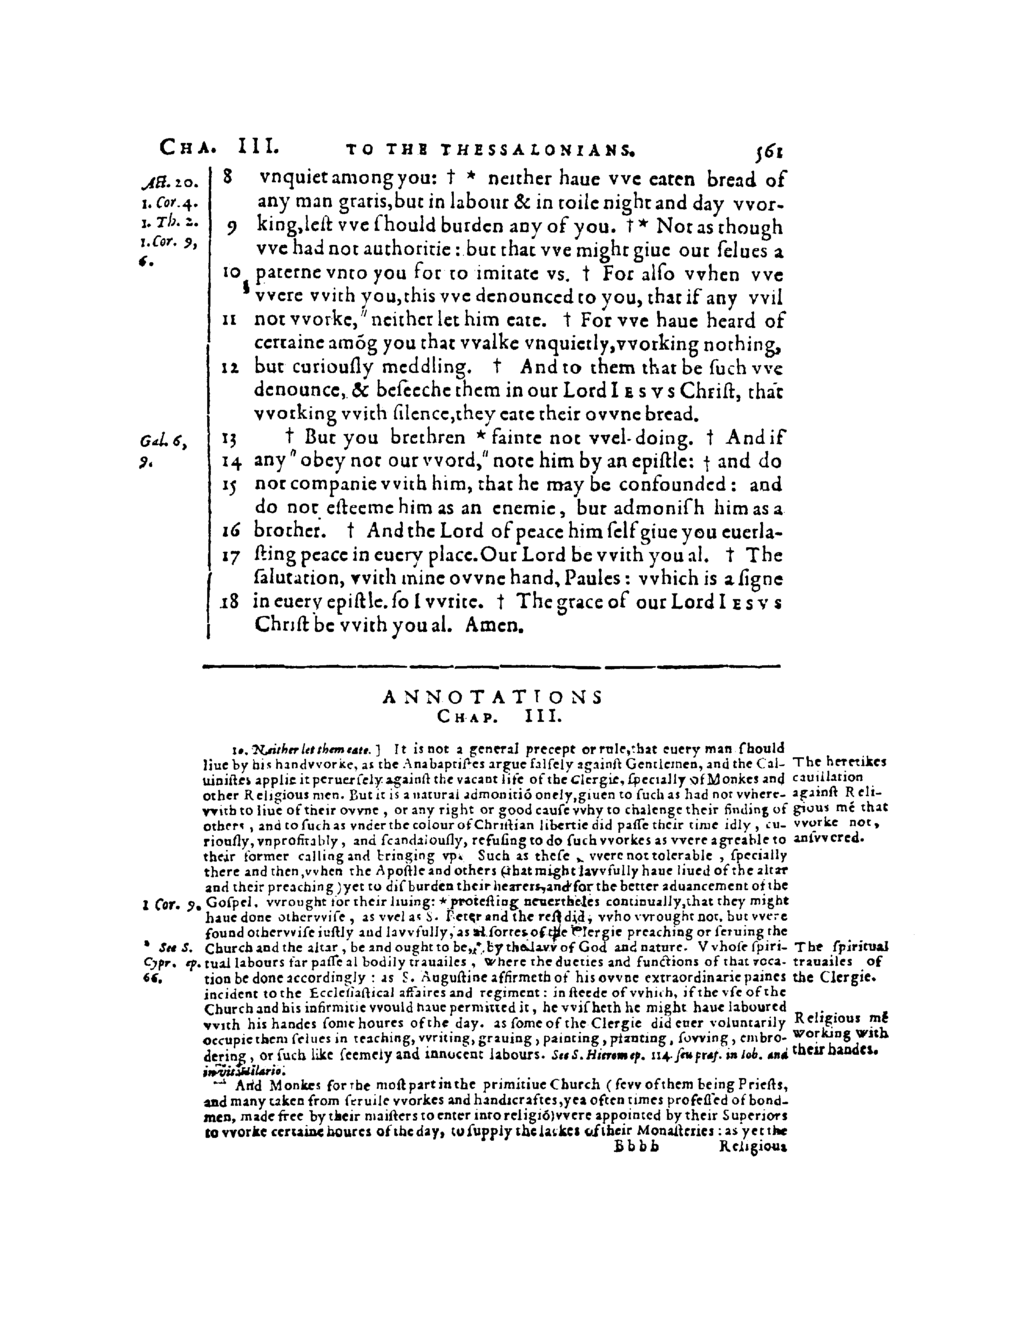 CHA. III. TO THE THESSALONIANS. 561
Act. 20.
1. Cor. 4.
1. Th. 2.
1. Cor. 9,
6.
8 vnquiet among you: † * neither haue vve eaten bread of
any man gratis, but in labour & in toile night and day vvor-
9 king, lest vve should burden any of you. † * Not as though
vve had not authoritie: but that vve might giue our selues a
10 paterne vnto you for to imitate vs. † For also vvhen vve
vvere vvith you, this vve denounced to you, that if any vvil
11 not vvorke, " neither let him eate. † For vve haue heard of
certaine amõg you that vvalke vnquietly, vvorking nothing,
12 but curiously meddling. † And to them that be such vve
denounce, & beseeche them in our Lord IESVS Christ, that
vvorking vvith silence, they eate their ovvne bread.
Gal. 6,
9.
13 † But you brethren * fainte not vvel-doing. † And if
14 any " obey not our vvord, " note him by an epistle: † and do
15 not companie vvith him, that he may be confounded: and
do not esteeme him as an enemie, but admonish him as a
16 brother. † And the Lord of peace him self giue you euerla-
17 sting peace in euery place. Our Lord be vvith you al. † The
salutation, vvith mine ovvne hand, Paules: vvhich is a signe
18 in euery epistle. so I vvrite. † The grace of our Lord IESVS
Christ be vvith you al. Amen.
ANNOTATIONS
CHAP. III.
10. Neither let them eate. ] It is not a general precept or rule, that euery man should
liue by his handvvorke, as the Anabaptistes argue falsely against Gentlemen, and the Cal-
uinistes applie it peruersely against the vacant life of the Clergie, specially of Monkes and
other Religious men. But it is a natural admonitiõ onely, giuen to such as had not vvhere-
vvith to liue of their ovvne, or any right or good cause vvhy to chalenge their finding of
others, and to such as vnder the colour of Christian libertie did passe their time idly, cu-
riously, vnprofitably, and scandalously, refusing to do such vvorkes as vvere agreable to
their former calling and bringing vp. Such as these, vvere not tolerable, specially
there and then, vvhen the Apostle and others (that might lavvfully haue liued of the altar
and their preaching) yet to disburden their hearers, and for the better aduancement of the
Gospel, vvrought for their liuing: * protesting neuertheles continually, that they might
haue done othervvise, as vvel as S. Peter and the rest did, vvho vvrought not, but vvere
found othervvise iustly and lavvfully, as al sortes of the Clergie preaching or seruing the
Church and the altar, be and ought to be, * by the lavv of God and nature. Vvhose spiri-
tual labours far passe al bodily trauailes, where the dueties and functions of that voca-
tion be done accordingly: as S. Augustine affirmeth of his ovvne extraordinarie paines
incident to the Ecclesiastical affaires and regiment: in steede of vvhich, if the vse of the
Church and his infirmitie vvould haue permitted it, he vvisheth he might haue laboured
vvith his handes some houres of the day. as some of the Clergie did euer voluntarily
occupie them selues in teaching, vvriting, grauing, painting, planting, sovving, embro-
dering, or such like seemely and innocent labours. See S. Hierom ep. 114. seu præf. in Iob. and
in vit. Hilario.
And Monkes for the most part in the primitiue Church (fevv of them being Priests,
and many taken from seruile vvorkes and handicraftes, yea often times professed of bond-
men, made free by their maisters to enter into religiõ) vvere appointed by their Superiors
to vvorke certaine houres of the day, to supply the lackes of their Monasteries: as yet the
Bbbb Religious
The heretikes
cauillation
against Reli-
gious mẽ that
vvorke not,
ansvvered.
1 Cor. 9.
* See S.
Cypr. ep.
66.
The spiritual
trauailes of
the Clergie.
Religious mẽ
working with
their handes.